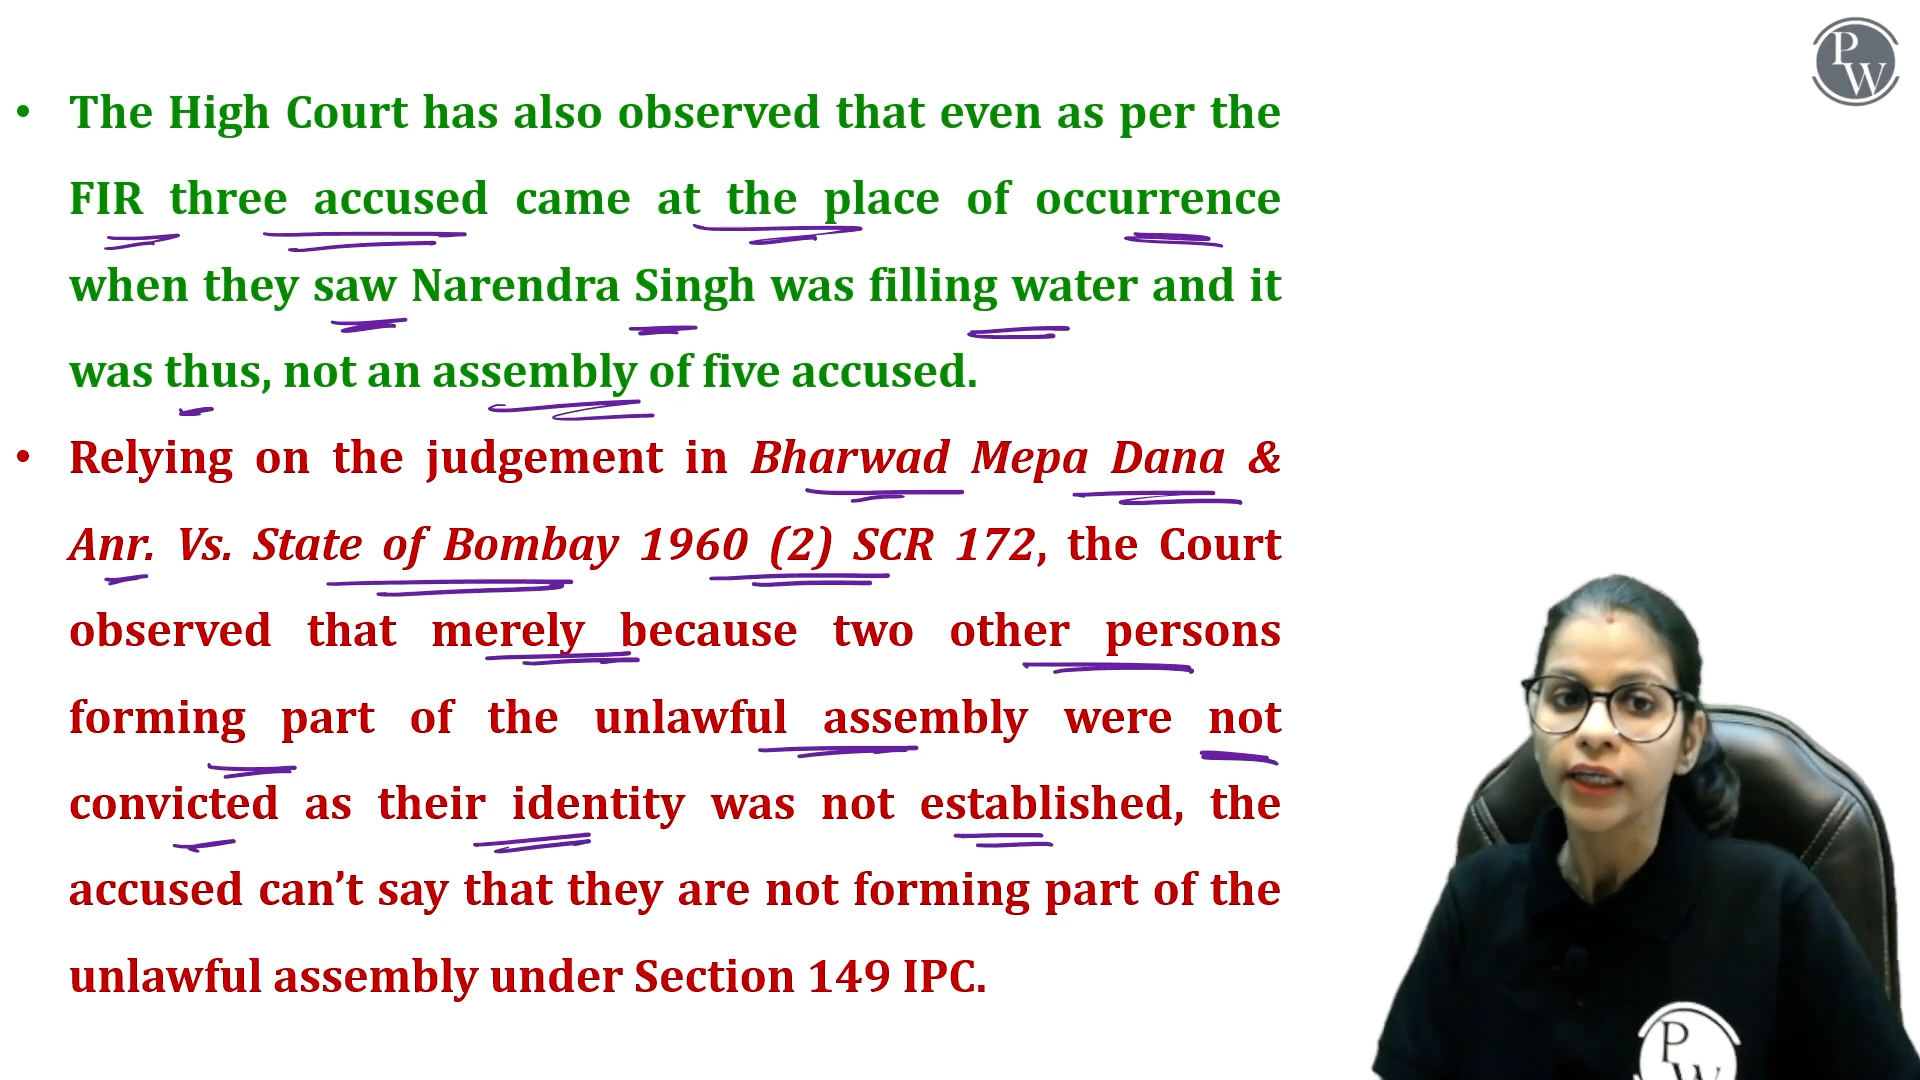 PW
• The High Court has also observed that even as per the
FIR three accused came at the place of occurrence
when they saw Narendra Singh was filling water and it
was thus, not an assembly of five accused.
• Relying on the judgement in Bharwad Mepa Dana &
Anr. Vs. State of Bombay 1960 (2) SCR 172, the Court
observed that merely because two other persons
forming part of the unlawful assembly were not
convicted as their identity was not established, the
accused can’t say that they are not forming part of the
unlawful assembly under Section 149 IPC.
PW